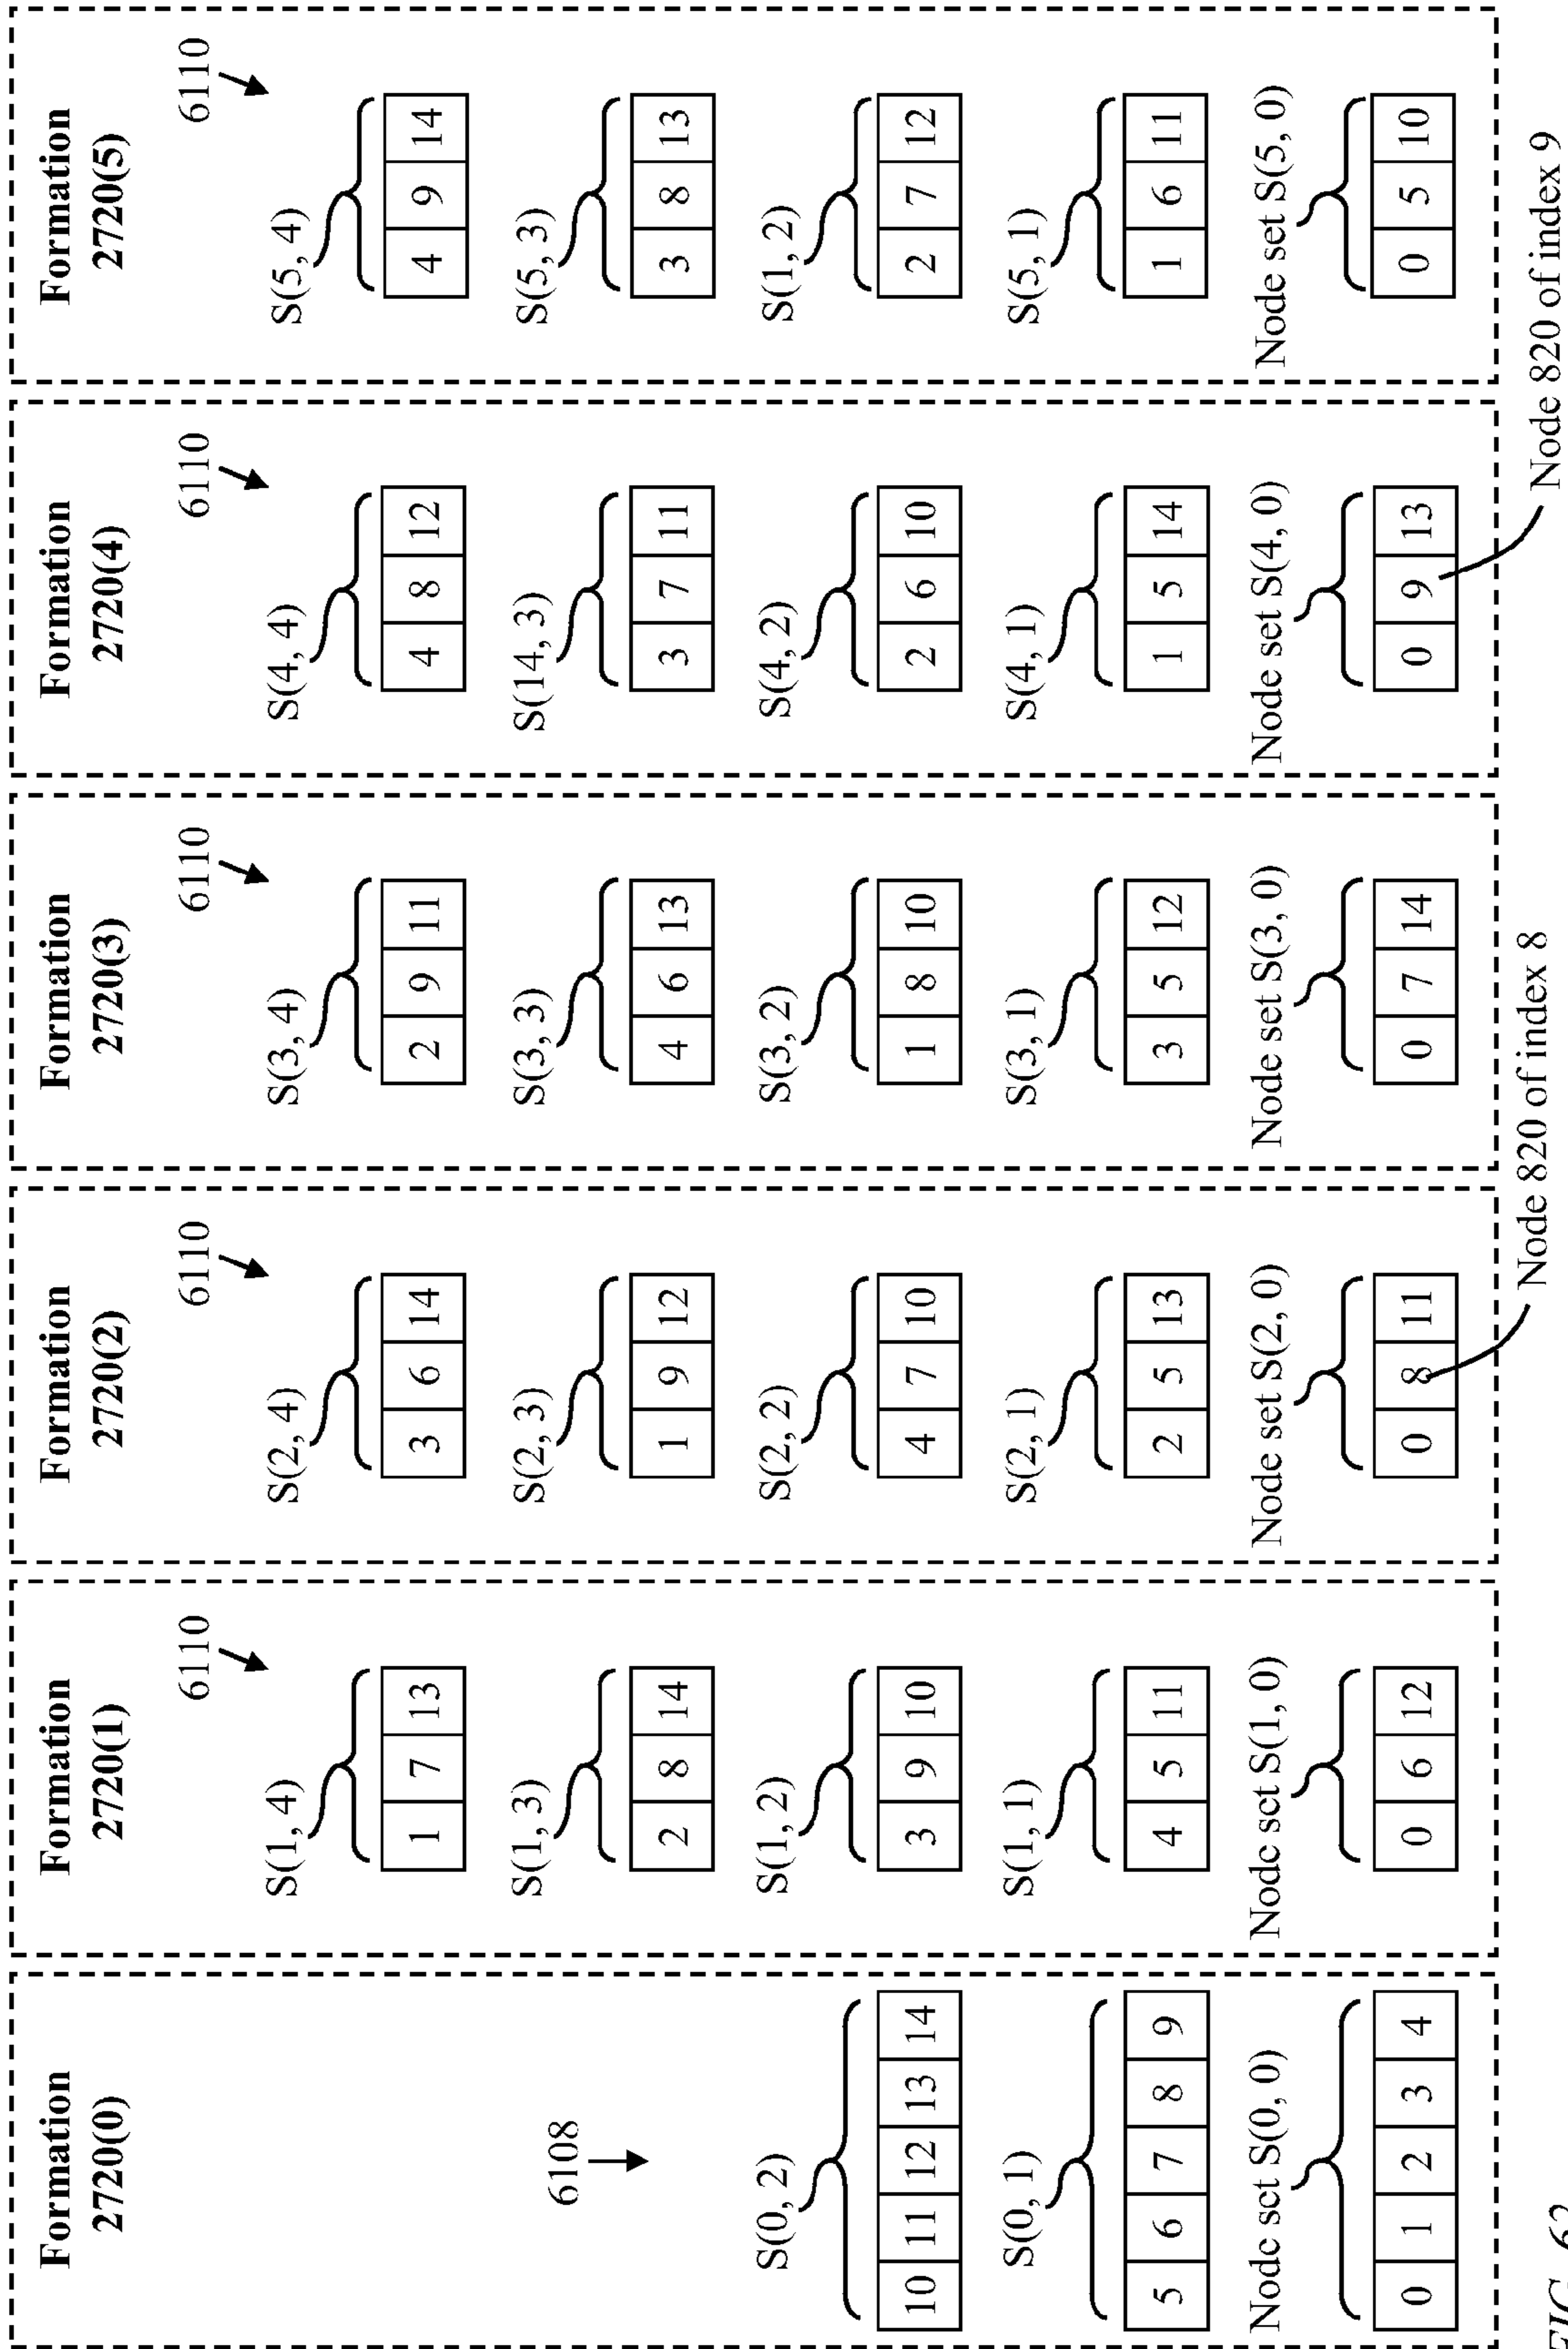 Formation
2720(0)
6108
S(0, 2)
10 11 12 13 14
S(0, 1)
5 6 7 8 9
Node set S(0, 0)
0 1 2 3 4
Formation
2720(1)
6110
S(1, 4)
1 7 13
S(1, 3)
2 8 14
S(1, 2)
3 9 10
S(1, 1)
4 5 11
Node set S(1, 0)
0 6 12
Formation
2720(2)
6110
S(2, 4)
3 6 14
S(2, 3)
1 9 12
S(2, 2)
4 7 10
S(2, 1)
2 5 13
Node set S(2, 0)
0 8 11
Formation
2720(3)
6110
S(3, 4)
2 9 11
S(3, 3)
4 6 13
S(3, 2)
1 8 10
S(3, 1)
3 5 12
Node set S(3, 0)
0 7 14
Formation
2720(4)
6110
S(4, 4)
4 8 12
S(14, 3)
3 7 11
S(4, 2)
2 6 10
S(4, 1)
1 5 14
Node set S(4, 0)
0 9 13
Formation
2720(5)
6110
S(5, 4)
4 9 14
S(5, 3)
3 8 13
S(1, 2)
2 7 12
S(5, 1)
1 6 11
Node set S(5, 0)
0 5 10
Node 820 of index 8
Node 820 of index 9
FIG. 62